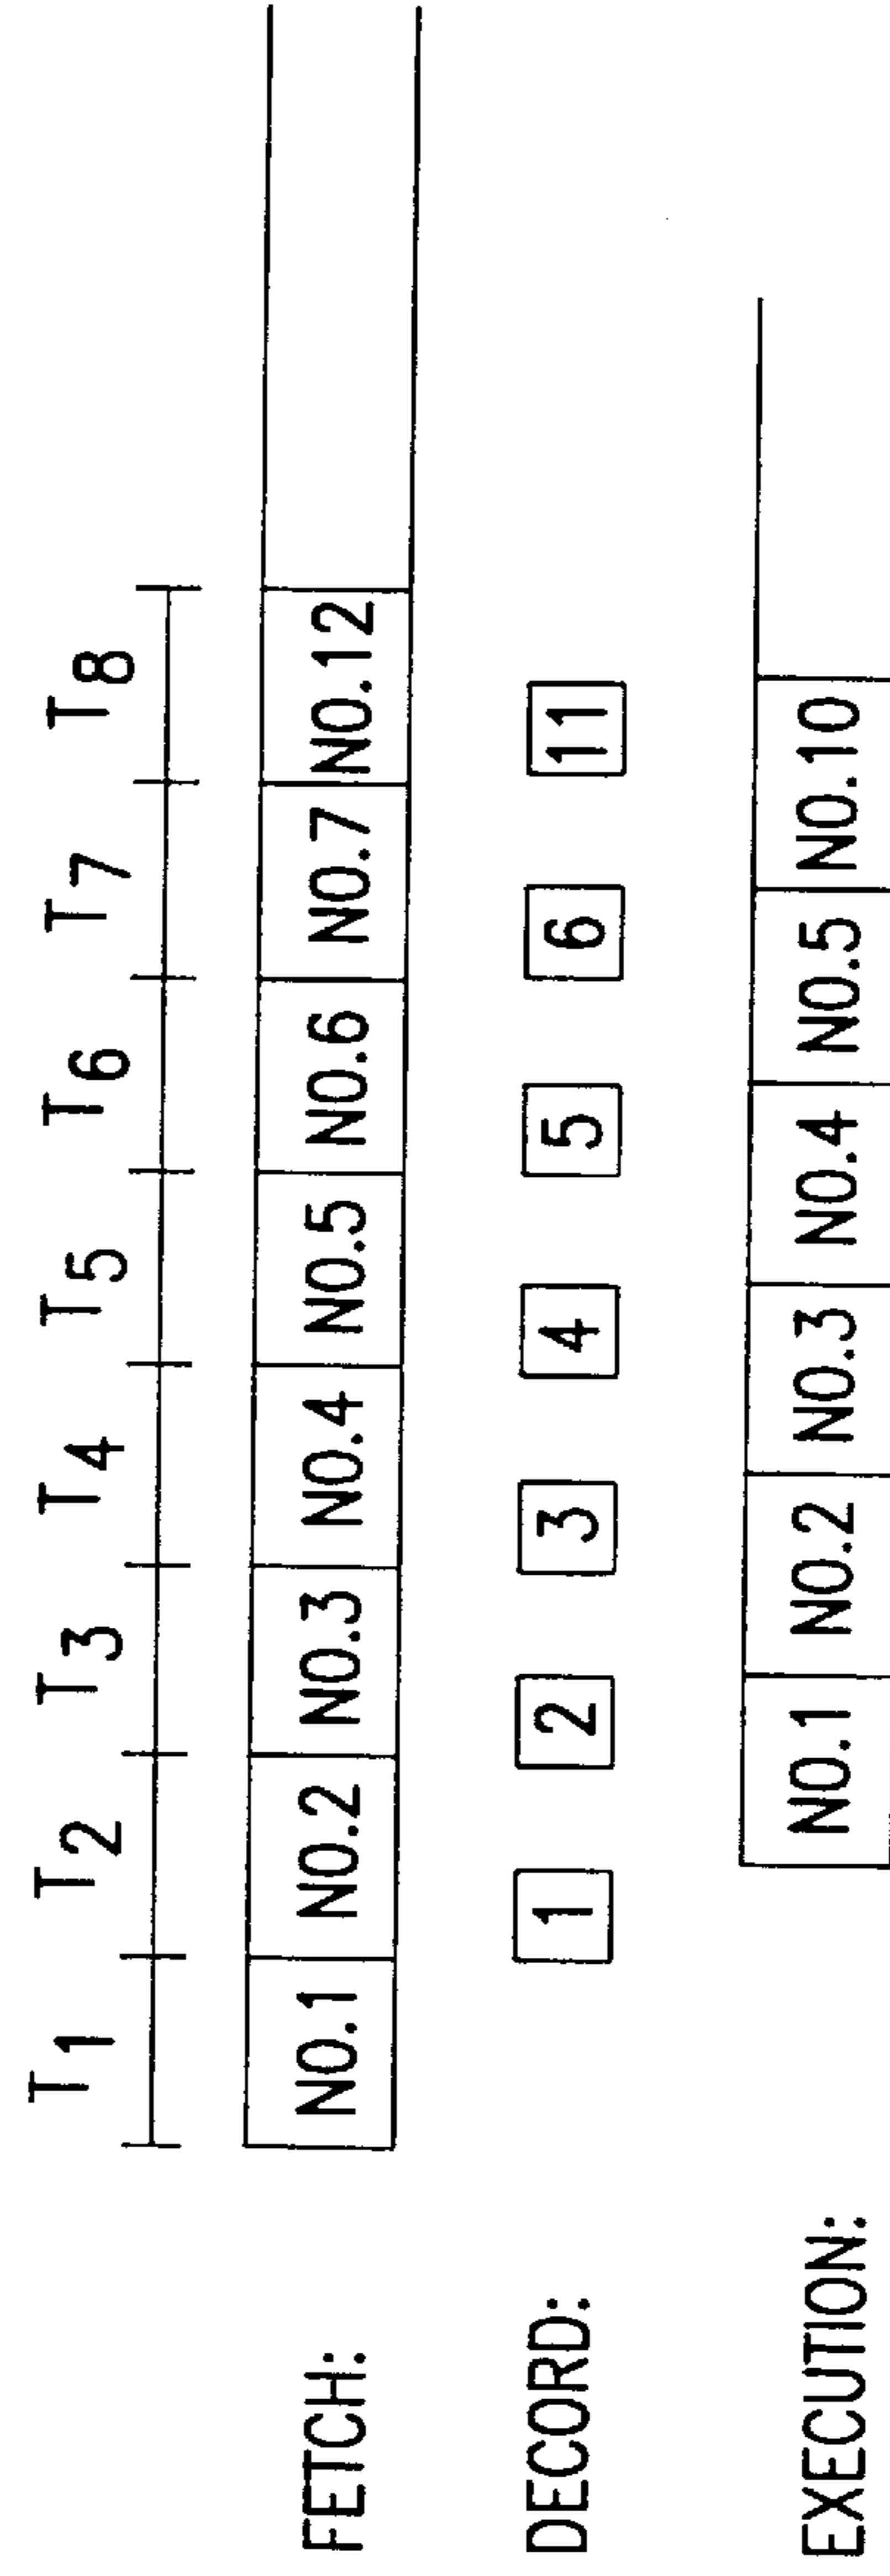 T1 T2 T3 T4 T5 T6 T7 T8
FETCH: NO.1 NO.2 NO.3 NO.4 NO.5 NO.6 NO.7 NO.12
DECORD: 1 2 3 4 5 6 11
EXECUTION: NO.1 NO.2 NO.3 NO.4 NO.5 NO.10